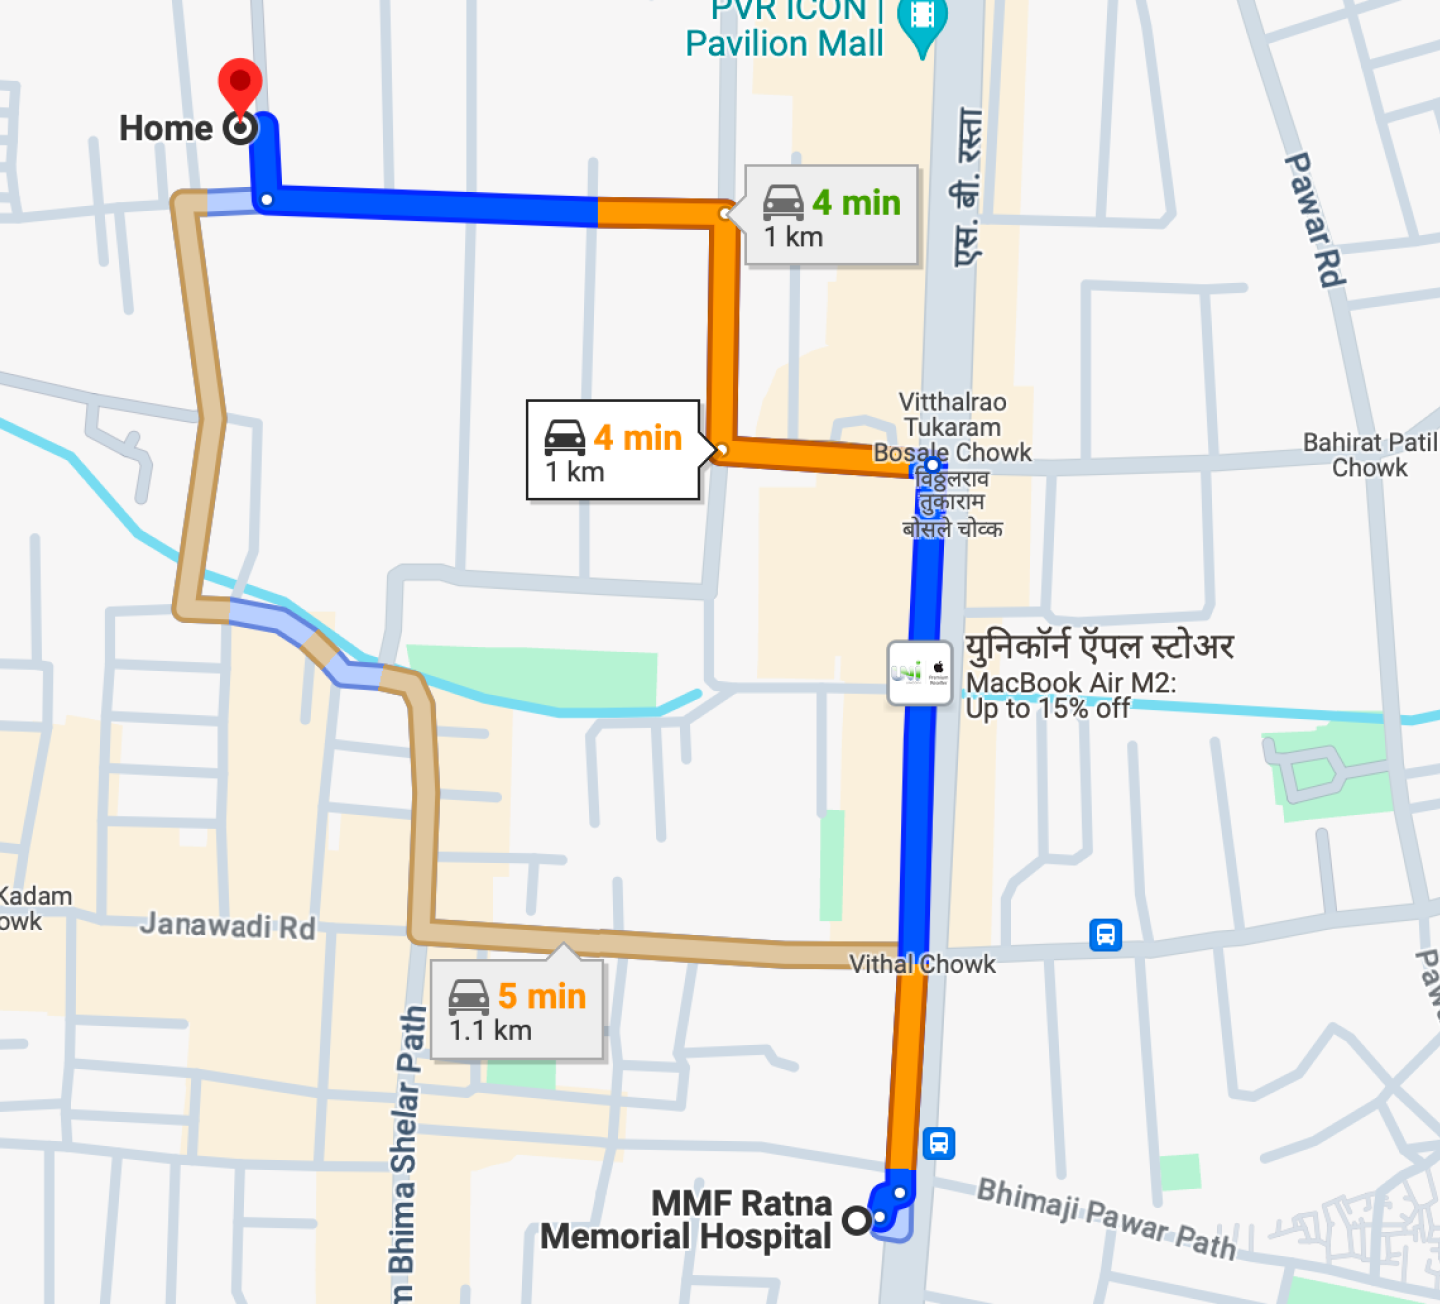 PVR ICON |
Pavilion Mall
Home
4 min
1 km
एस. बी. रस्ता
Pawar Rd
4 min
1 km
Vitthalrao
Tukaram
Bosale Chowk
विठ्ठलराव
तुकाराम
बोसले चोव्क
Bahirat Patil
Chowk
युनिकॉर्न ऍपल स्टोअर
MacBook Air M2:
Up to 15% off
Kadam
owk
Janawadi Rd
Vithal Chowk
5 min
1.1 km
m Bhima Shelar Path
MMF Ratna
Memorial Hospital
Bhimaji Pawar Path
Pawa